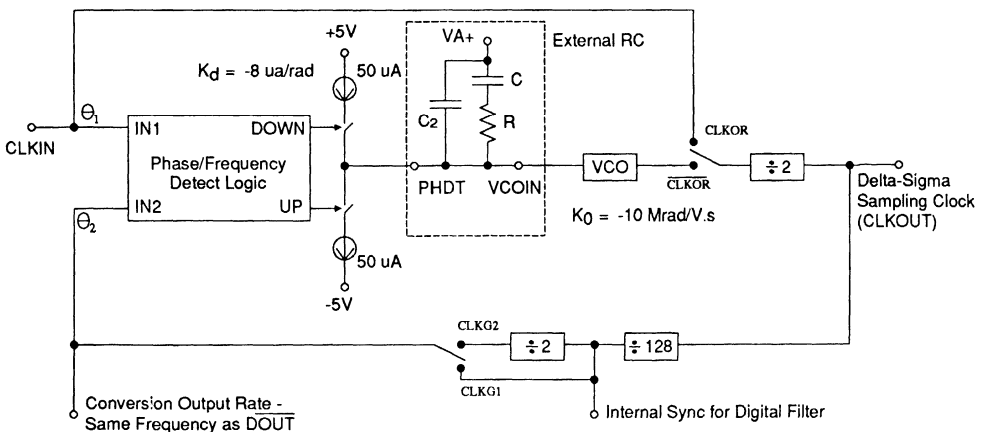 +5V
VA+
External RC
Kd = -8 ua/rad
50 uA
C
C2
R
θ1
CLKIN
IN1
DOWN
Phase/Frequency
Detect Logic
IN2
UP
θ2
PHDT
VCOIN
VCO
CLKOR
CLKOR
÷ 2
K0 = -10 Mrad/V.s
Delta-Sigma
Sampling Clock
(CLKOUT)
50 uA
-5V
CLKG2
÷ 2
÷ 128
CLKG1
Conversion Output Rate -
Same Frequency as DOUT
Internal Sync for Digital Filter